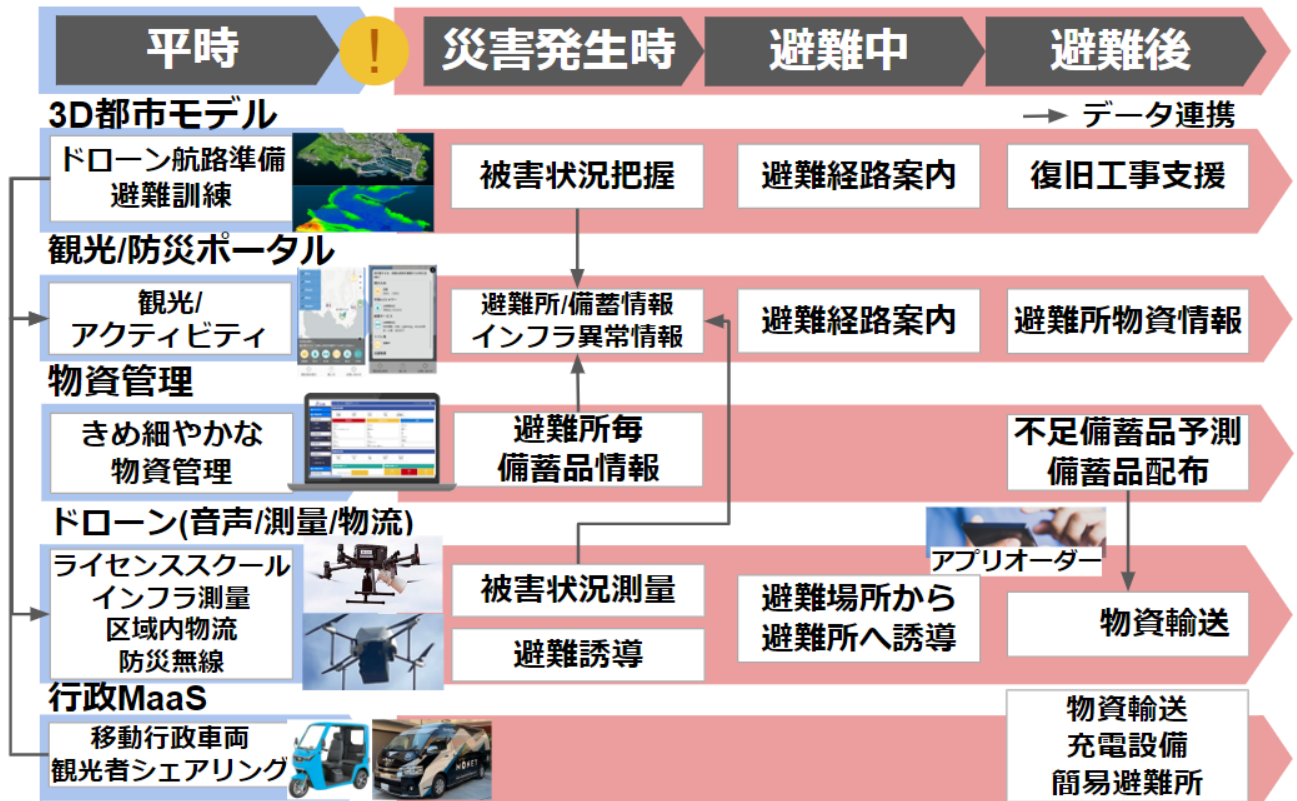 平時
!
災害発生時
避難中
避難後
データ連携
3D都市モデル
ドローン航路準備
避難訓練
被害状況把握
避難経路案内
復旧工事支援
観光/防災ポータル
観光/
アクティビティ
避難所/備蓄情報
インフラ異常情報
避難経路案内
避難所物資情報
物資管理
きめ細やかな
物資管理
避難所毎
備蓄品情報
不足備蓄品予測
備蓄品配布
ドローン(音声/測量/物流)
ライセンススクール
インフラ測量
区域内物流
防災無線
被害状況測量
避難誘導
避難場所から
避難所へ誘導
アプリオーダー
物資輸送
行政MaaS
移動行政車両
観光者シェアリング
MONET
物資輸送
充電設備
簡易避難所